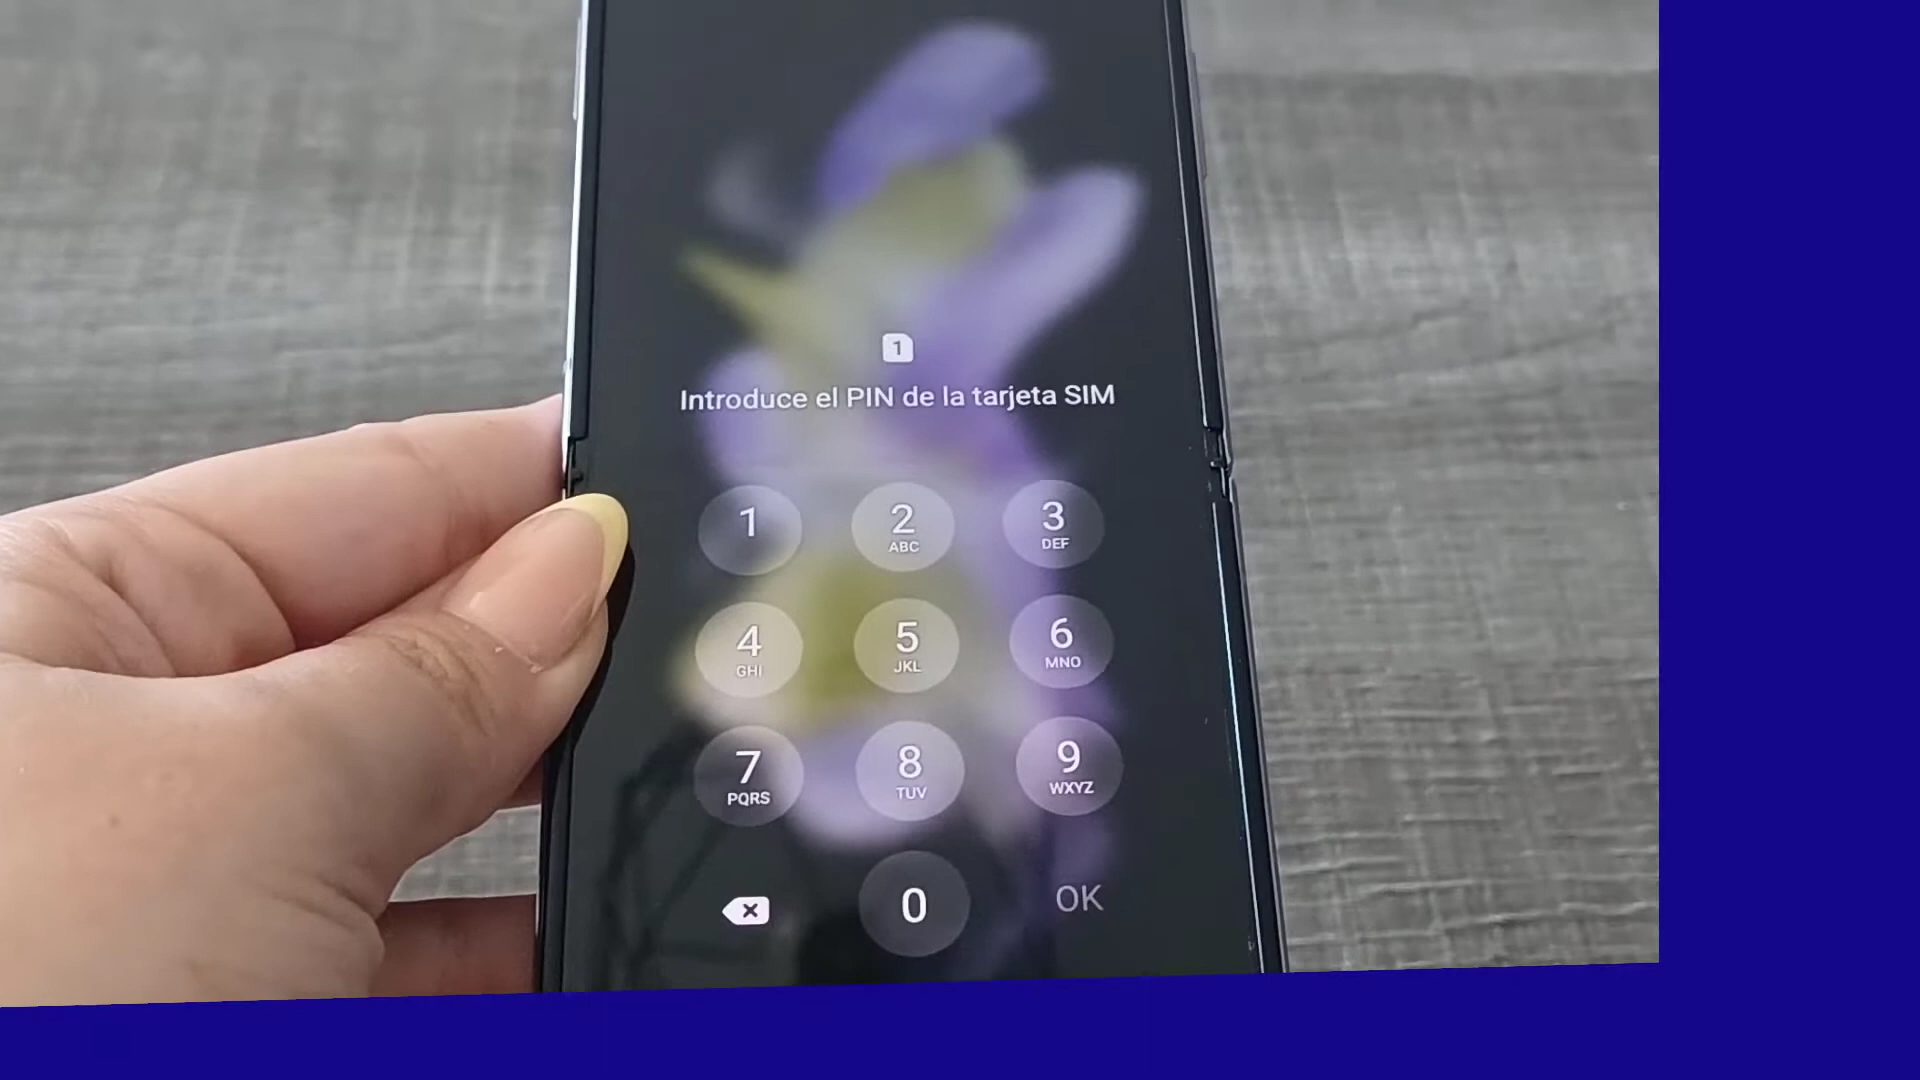 1
Introduce el PIN de la tarjeta SIM
1 2 3
ABC DEF
4 5 6
GHI JKL MNO
7 8 9
PQRS TUV WXYZ
0 OK